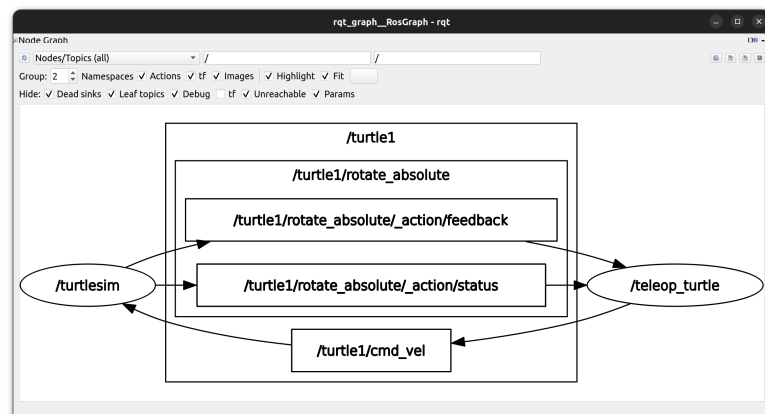 rqt_graph__RosGraph - rqt
Node Graph
Nodes/Topics (all) / /
Group: 2 Namespaces Actions tf Images Highlight Fit
Hide: Dead sinks Leaf topics Debug tf Unreachable Params
/turtle1
/turtle1/rotate_absolute
/turtle1/rotate_absolute/_action/feedback
/turtlesim
/turtle1/rotate_absolute/_action/status
/teleop_turtle
/turtle1/cmd_vel